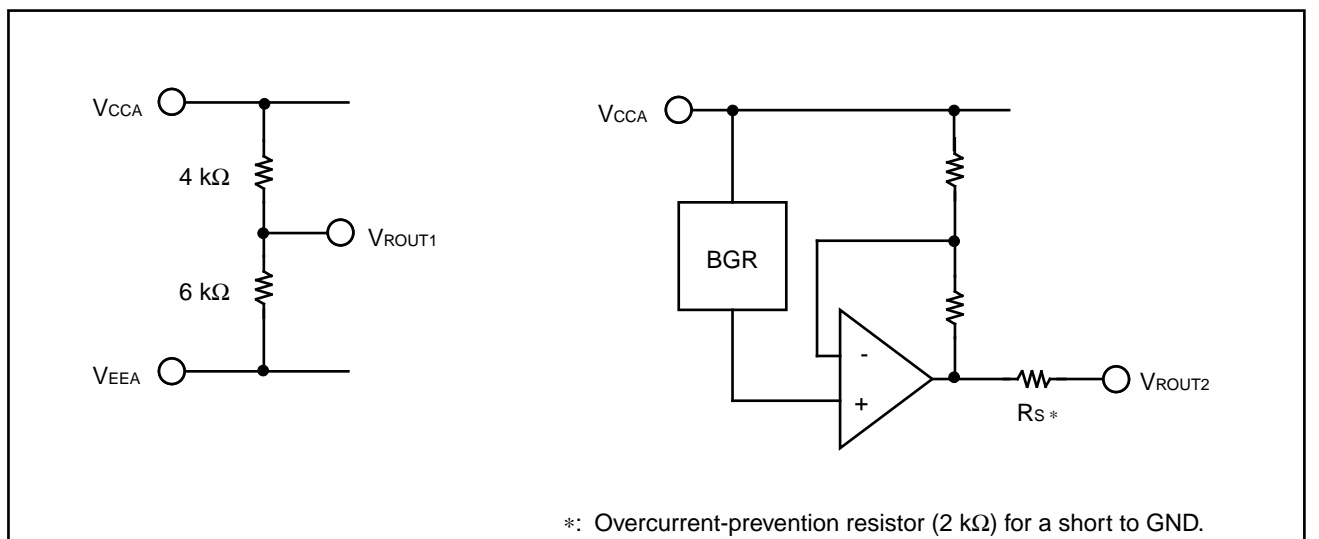 VCCA
4 kΩ
VROUT1
6 kΩ
VEEA
VCCA
BGR
-
+
RS *
VROUT2
*: Overcurrent-prevention resistor (2 kΩ) for a short to GND.